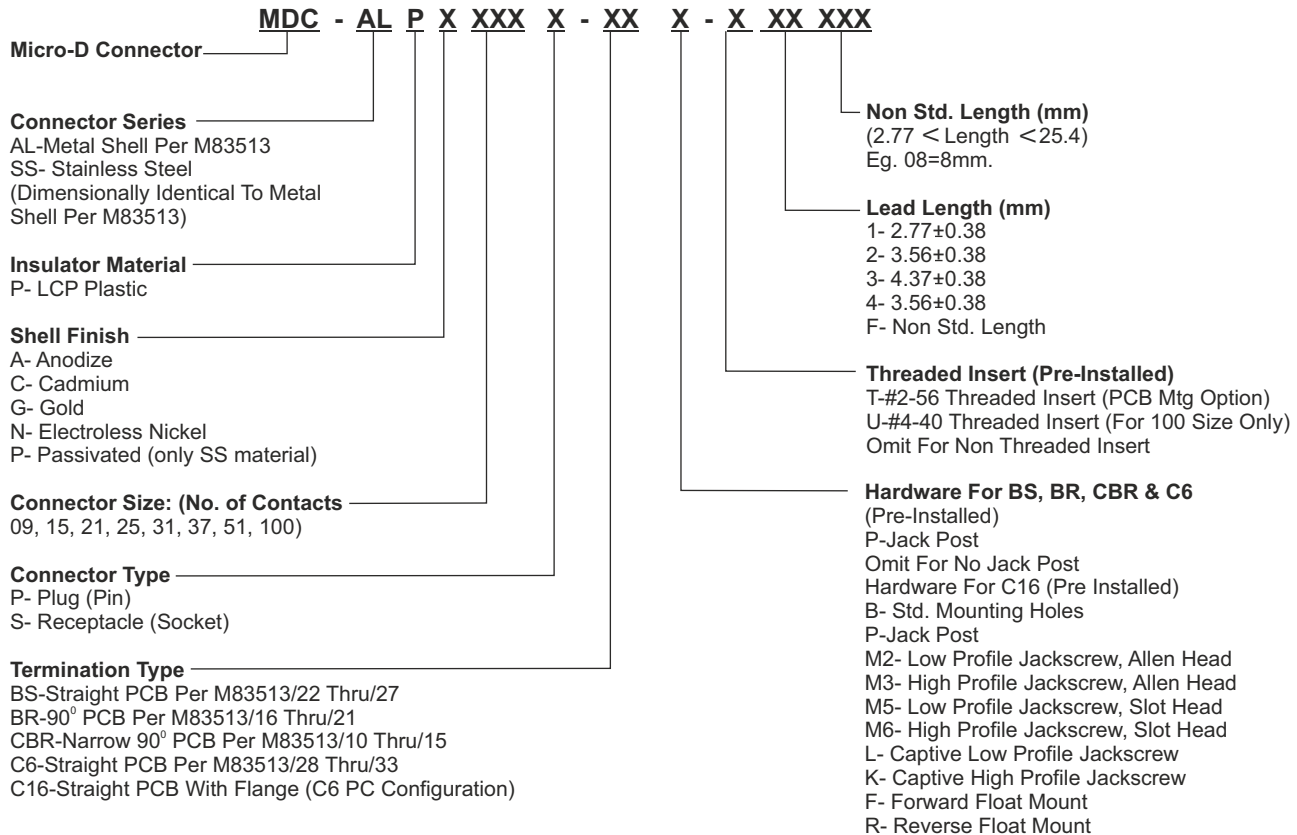 MDC - AL P X XXX X - XX X - X XX XXX
Micro-D Connector
Connector Series
AL-Metal Shell Per M83513
SS- Stainless Steel
(Dimensionally Identical To Metal
Shell Per M83513)
Insulator Material
P- LCP Plastic
Shell Finish
A- Anodize
C- Cadmium
G- Gold
N- Electroless Nickel
P- Passivated (only SS material)
Connector Size: (No. of Contacts
09, 15, 21, 25, 31, 37, 51, 100)
Connector Type
P- Plug (Pin)
S- Receptacle (Socket)
Termination Type
BS-Straight PCB Per M83513/22 Thru/27
BR-90⁰ PCB Per M83513/16 Thru/21
CBR-Narrow 90⁰ PCB Per M83513/10 Thru/15
C6-Straight PCB Per M83513/28 Thru/33
C16-Straight PCB With Flange (C6 PC Configuration)
Non Std. Length (mm)
(2.77 < Length <25.4)
Eg. 08=8mm.
Lead Length (mm)
1- 2.77±0.38
2- 3.56±0.38
3- 4.37±0.38
4- 3.56±0.38
F- Non Std. Length
Threaded Insert (Pre-Installed)
T-#2-56 Threaded Insert (PCB Mtg Option)
U-#4-40 Threaded Insert (For 100 Size Only)
Omit For Non Threaded Insert
Hardware For BS, BR, CBR & C6
(Pre-Installed)
P-Jack Post
Omit For No Jack Post
Hardware For C16 (Pre Installed)
B- Std. Mounting Holes
P-Jack Post
M2- Low Profile Jackscrew, Allen Head
M3- High Profile Jackscrew, Allen Head
M5- Low Profile Jackscrew, Slot Head
M6- High Profile Jackscrew, Slot Head
L- Captive Low Profile Jackscrew
K- Captive High Profile Jackscrew
F- Forward Float Mount
R- Reverse Float Mount